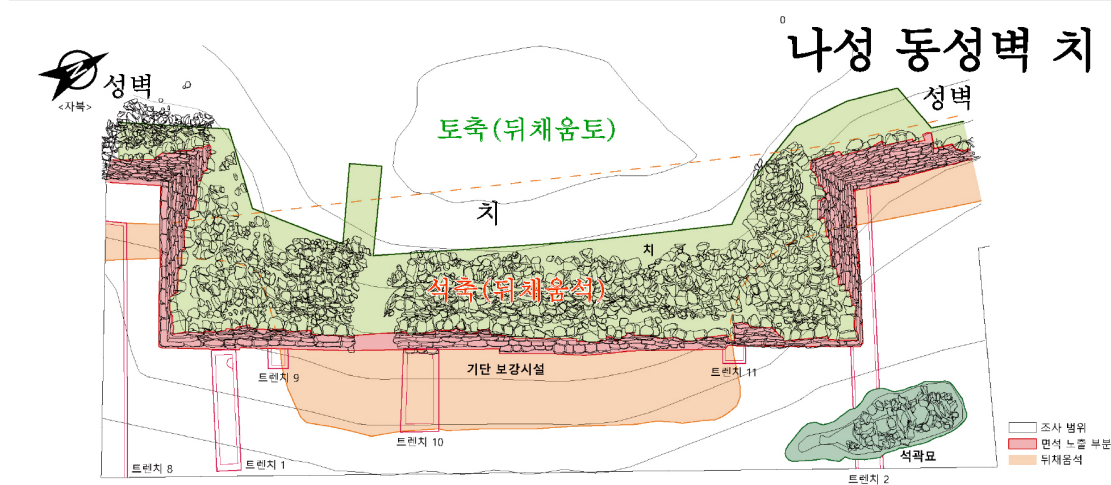 0
나성 동성벽 치
<자북>
성벽
성벽
토축(뒤채움토)
치
치
석축(뒤채움석)
기단 보강시설
트렌치 9
트렌치 11
트렌치 10
트렌치 8
트렌치 1
석곽묘
트렌치 2
조사 범위
면석 노출 부분
뒤채움석